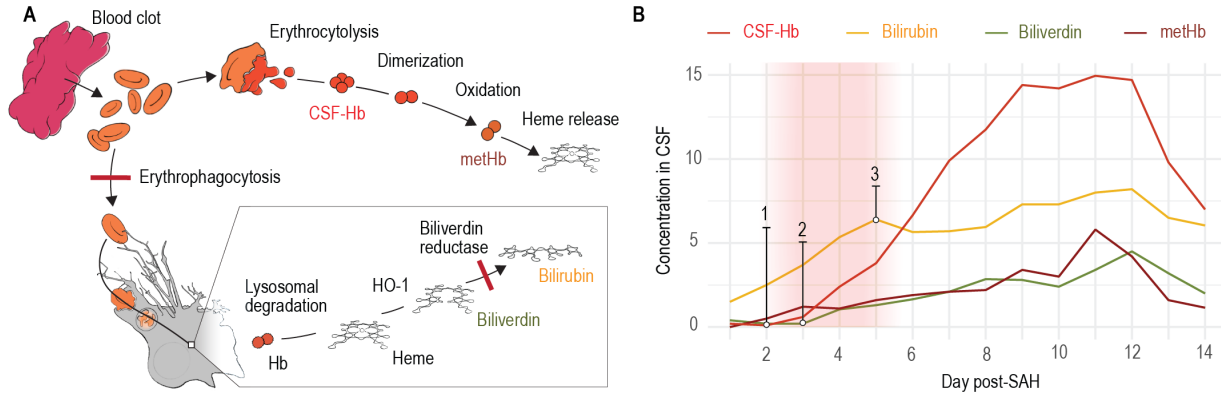 A
Blood clot
Erythrocytolysis
Dimerization
CSF-Hb
Oxidation
metHb
Heme release
Erythrophagocytosis
Lysosomal
degradation
Hb
Heme
HO-1
Biliverdin
Biliverdin
reductase
Bilirubin
B
CSF-Hb
Bilirubin
Biliverdin
metHb
Concentration in CSF
15
10
5
0
1
2
3
2
4
6
8
10
12
14
Day post-SAH